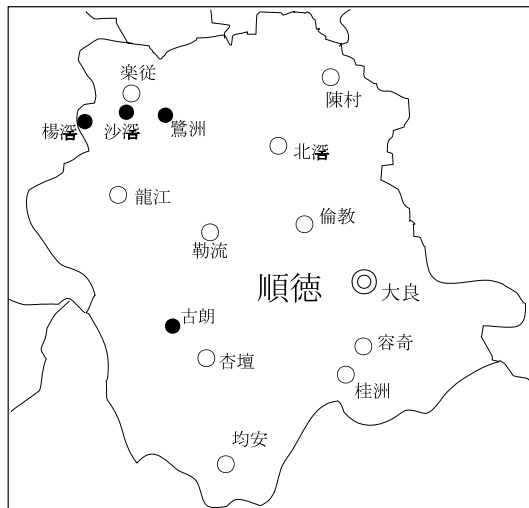 楽従
陳村
楊滘
沙滘
鷺洲
北滘
龍江
倫教
勒流
順徳
大良
古朗
容奇
杏壇
桂洲
均安